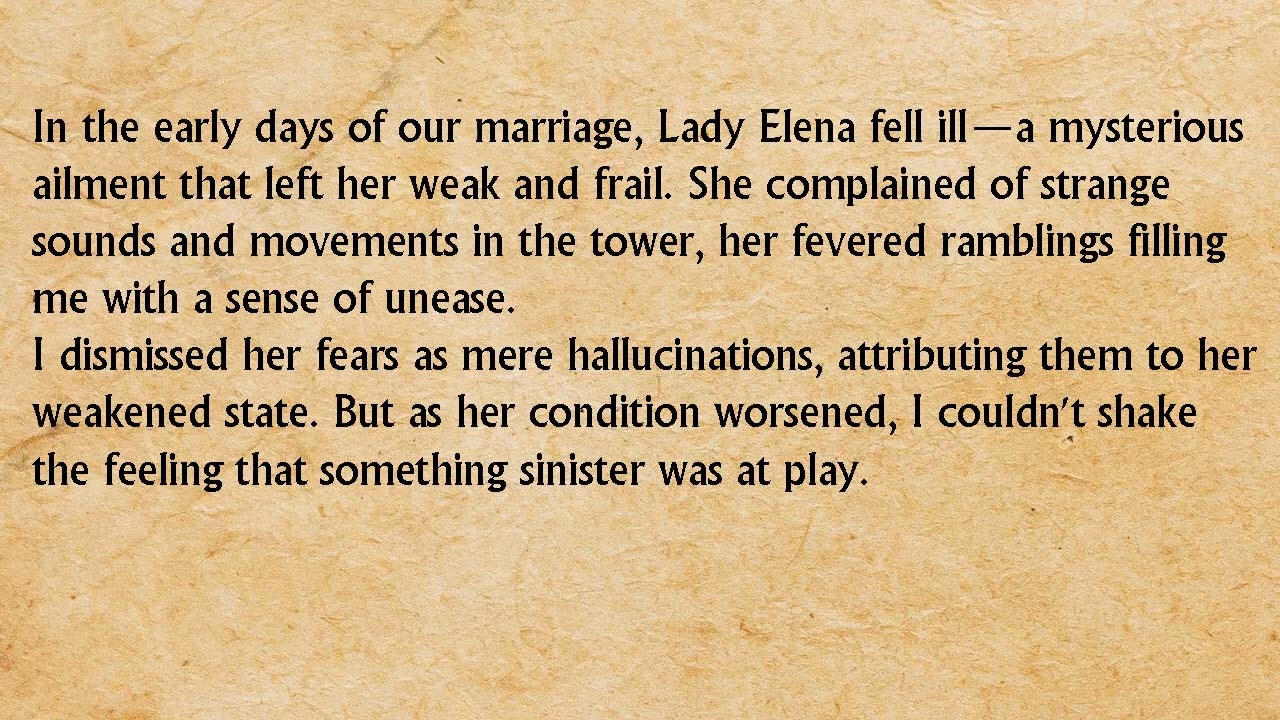 In the early days of our marriage, Lady Elena fell ill—a mysterious
ailment that left her weak and frail. She complained of strange
sounds and movements in the tower, her fevered ramblings filling
me with a sense of unease.
I dismissed her fears as mere hallucinations, attributing them to her
weakened state. But as her condition worsened, I couldn't shake
the feeling that something sinister was at play.